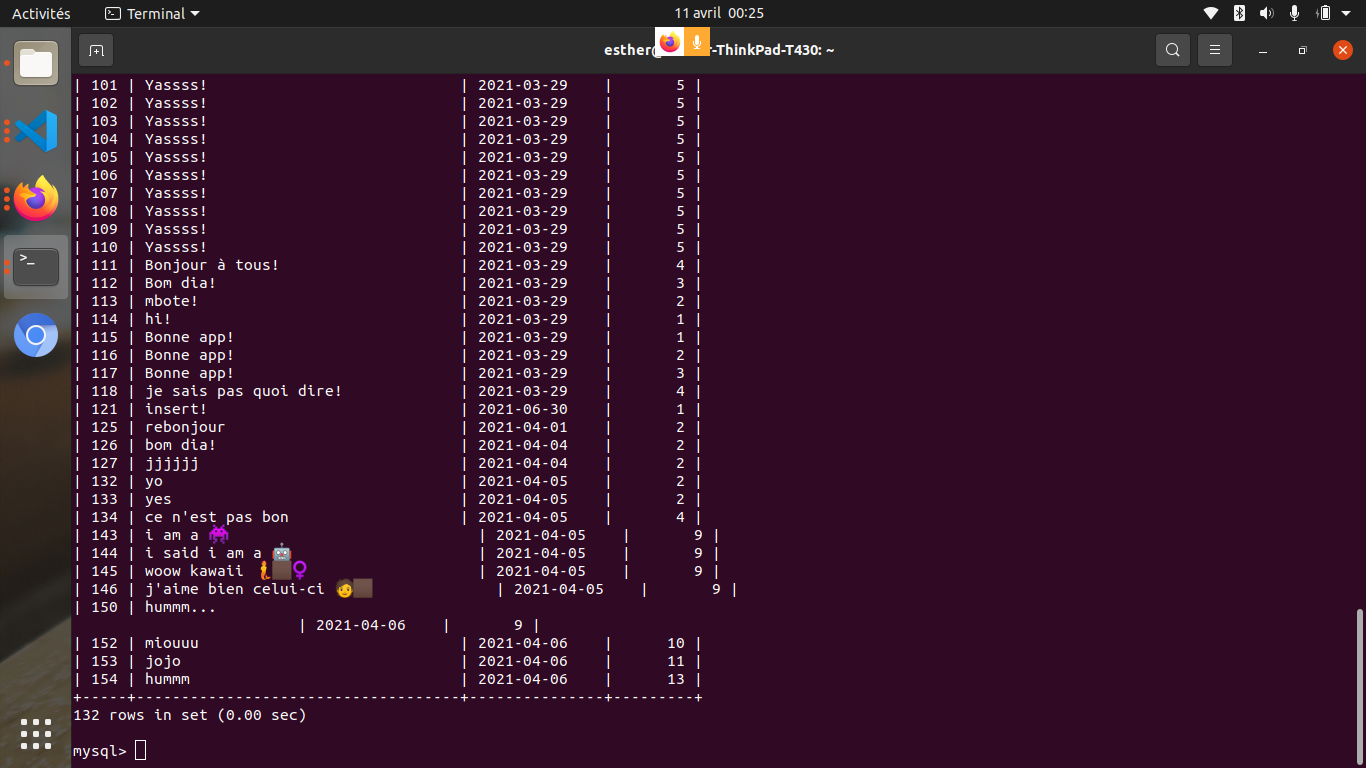 Activités Terminal 11 avril 00:25
esther@ r-ThinkPad-T430: ~
| 101 | Yassss! | 2021-03-29 | 5 |
| 102 | Yassss! | 2021-03-29 | 5 |
| 103 | Yassss! | 2021-03-29 | 5 |
| 104 | Yassss! | 2021-03-29 | 5 |
| 105 | Yassss! | 2021-03-29 | 5 |
| 106 | Yassss! | 2021-03-29 | 5 |
| 107 | Yassss! | 2021-03-29 | 5 |
| 108 | Yassss! | 2021-03-29 | 5 |
| 109 | Yassss! | 2021-03-29 | 5 |
| 110 | Yassss! | 2021-03-29 | 5 |
| 111 | Bonjour à tous! | 2021-03-29 | 4 |
| 112 | Bom dia! | 2021-03-29 | 3 |
| 113 | mbote! | 2021-03-29 | 2 |
| 114 | hi! | 2021-03-29 | 1 |
| 115 | Bonne app! | 2021-03-29 | 1 |
| 116 | Bonne app! | 2021-03-29 | 2 |
| 117 | Bonne app! | 2021-03-29 | 3 |
| 118 | je sais pas quoi dire! | 2021-03-29 | 4 |
| 121 | insert! | 2021-06-30 | 1 |
| 125 | rebonjour | 2021-04-01 | 2 |
| 126 | bom dia! | 2021-04-04 | 2 |
| 127 | jjjjjj | 2021-04-04 | 2 |
| 132 | yo | 2021-04-05 | 2 |
| 133 | yes | 2021-04-05 | 2 |
| 134 | ce n'est pas bon | 2021-04-05 | 4 |
| 143 | i am a 👾 | 2021-04-05 | 9 |
| 144 | i said i am a 🤖 | 2021-04-05 | 9 |
| 145 | woow kawaii 🧜🏿♀ | 2021-04-05 | 9 |
| 146 | j'aime bien celui-ci 🧑🏿 | 2021-04-05 | 9 |
| 150 | hummm...
| 2021-04-06 | 9 |
| 152 | miouuu | 2021-04-06 | 10 |
| 153 | jojo | 2021-04-06 | 11 |
| 154 | hummm | 2021-04-06 | 13 |
+-----+------------------------------------+---------------+---------+
132 rows in set (0.00 sec)
mysql>